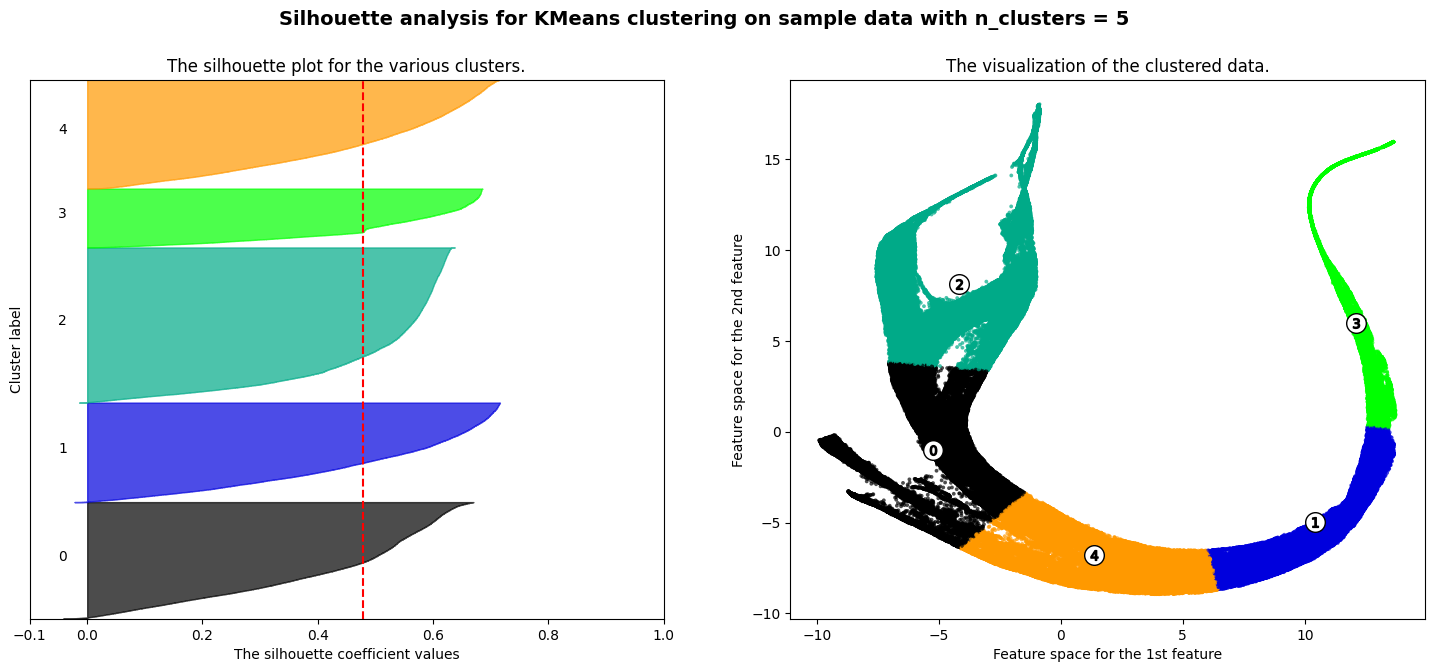 Silhouette analysis for KMeans clustering on sample data with n_clusters = 5
The silhouette plot for the various clusters.
Cluster label
4
3
2
1
0
−0.1 0.0 0.2 0.4 0.6 0.8 1.0
The silhouette coefficient values
The visualization of the clustered data.
Feature space for the 2nd feature
15
10
5
0
−5
−10
2
3
0
1
4
−10 −5 0 5 10
Feature space for the 1st feature